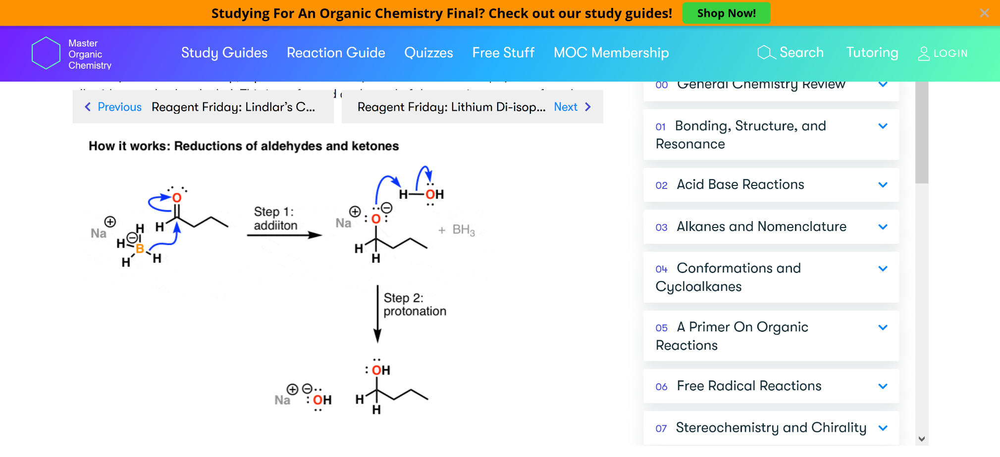 Studying For An Organic Chemistry Final? Check out our study guides! Shop Now!
Master
Organic
Chemistry
Study Guides Reaction Guide Quizzes Free Stuff MOC Membership Search Tutoring LOGIN
Previous Reagent Friday: Lindlar’s C...
Reagent Friday: Lithium Di-isop... Next
How it works: Reductions of aldehydes and ketones
O
H
Na
⊕
H
H
⊖
B
H
H
Step 1:
addiiton
Na
⊕
O
⊖
H
OH
H
H
+ BH3
Step 2:
protonation
OH
H
H
Na
⊕
⊖
OH
00 General Chemistry Review
01 Bonding, Structure, and
Resonance
02 Acid Base Reactions
03 Alkanes and Nomenclature
04 Conformations and
Cycloalkanes
05 A Primer On Organic
Reactions
06 Free Radical Reactions
07 Stereochemistry and Chirality